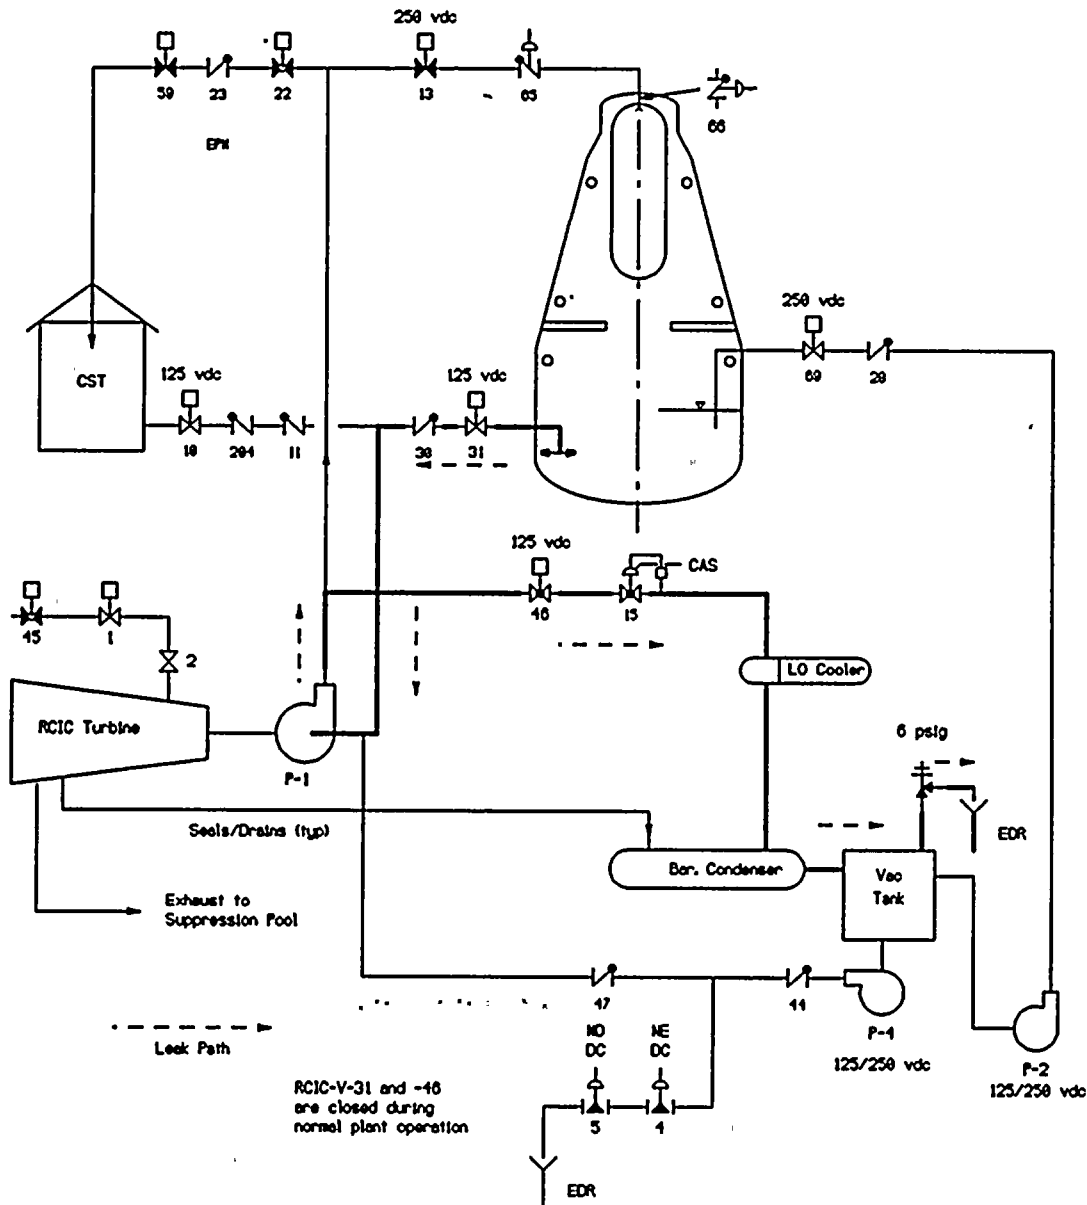 250 vdc
59
23
22
13
65
66
EPN
250 vdc
CST
125 vdc
125 vdc
69
28
10
204
11
30
31
125 vdc
CAS
45
1
46
15
2
LO Cooler
RCIC Turbine
6 psig
P-1
Seals/Drains (typ)
EDR
Bar. Condenser
Vac
Tank
Exhaust to
Suppression Pool
47
44
Leak Path
NO
DC
NE
DC
P-4
125/250 vdc
P-2
125/250 vdc
RCIC-V-31 and -46
are closed during
normal plant operation
5
4
EDR